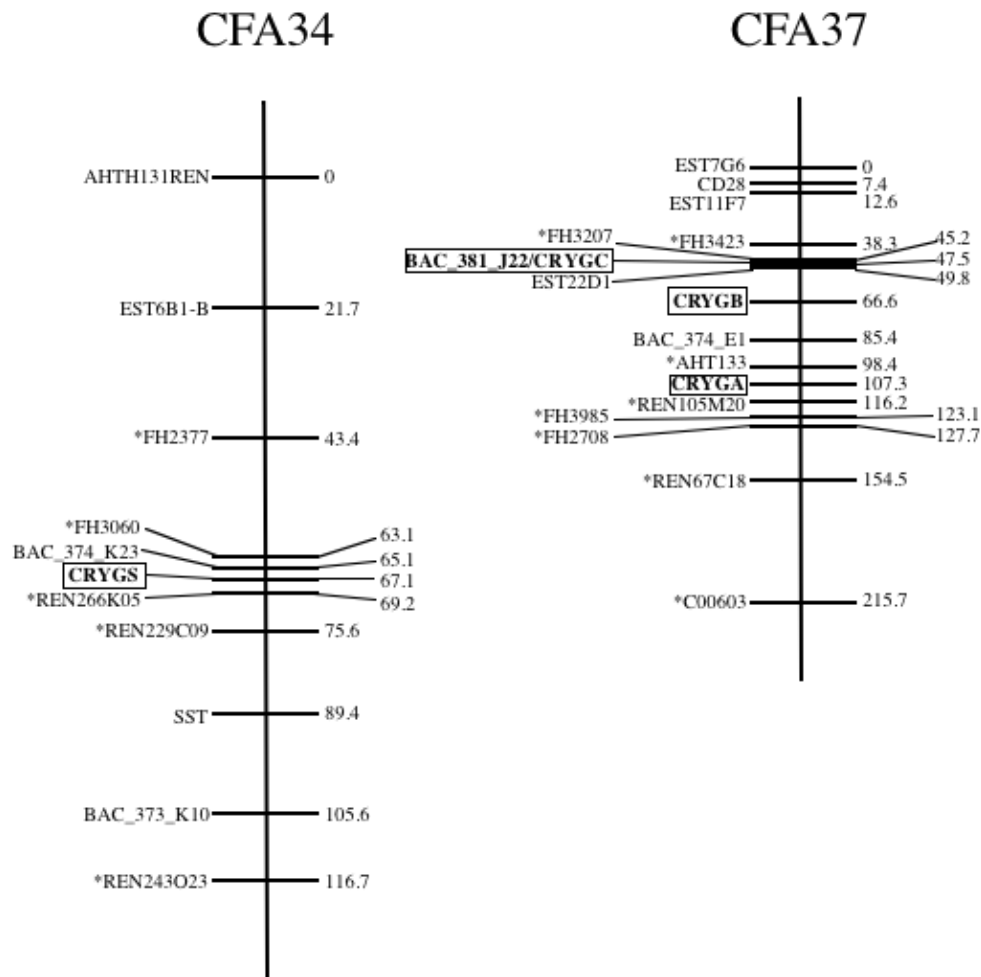 CFA34
AHTH131REN 0
EST6B1-B 21.7
*FH2377 43.4
*FH3060 63.1
BAC_374_K23 65.1
CRYGS 67.1
*REN266K05 69.2
*REN229C09 75.6
SST 89.4
BAC_373_K10 105.6
*REN243O23 116.7
CFA37
EST7G6 0
CD28 7.4
EST11F7 12.6
*FH3423 38.3
*FH3207 45.2
BAC_381_J22/CRYGC 47.5
EST22D1 49.8
CRYGB 66.6
BAC_374_E1 85.4
*AHT133 98.4
CRYGA 107.3
*REN105M20 116.2
*FH3985 123.1
*FH2708 127.7
*REN67C18 154.5
*C00603 215.7